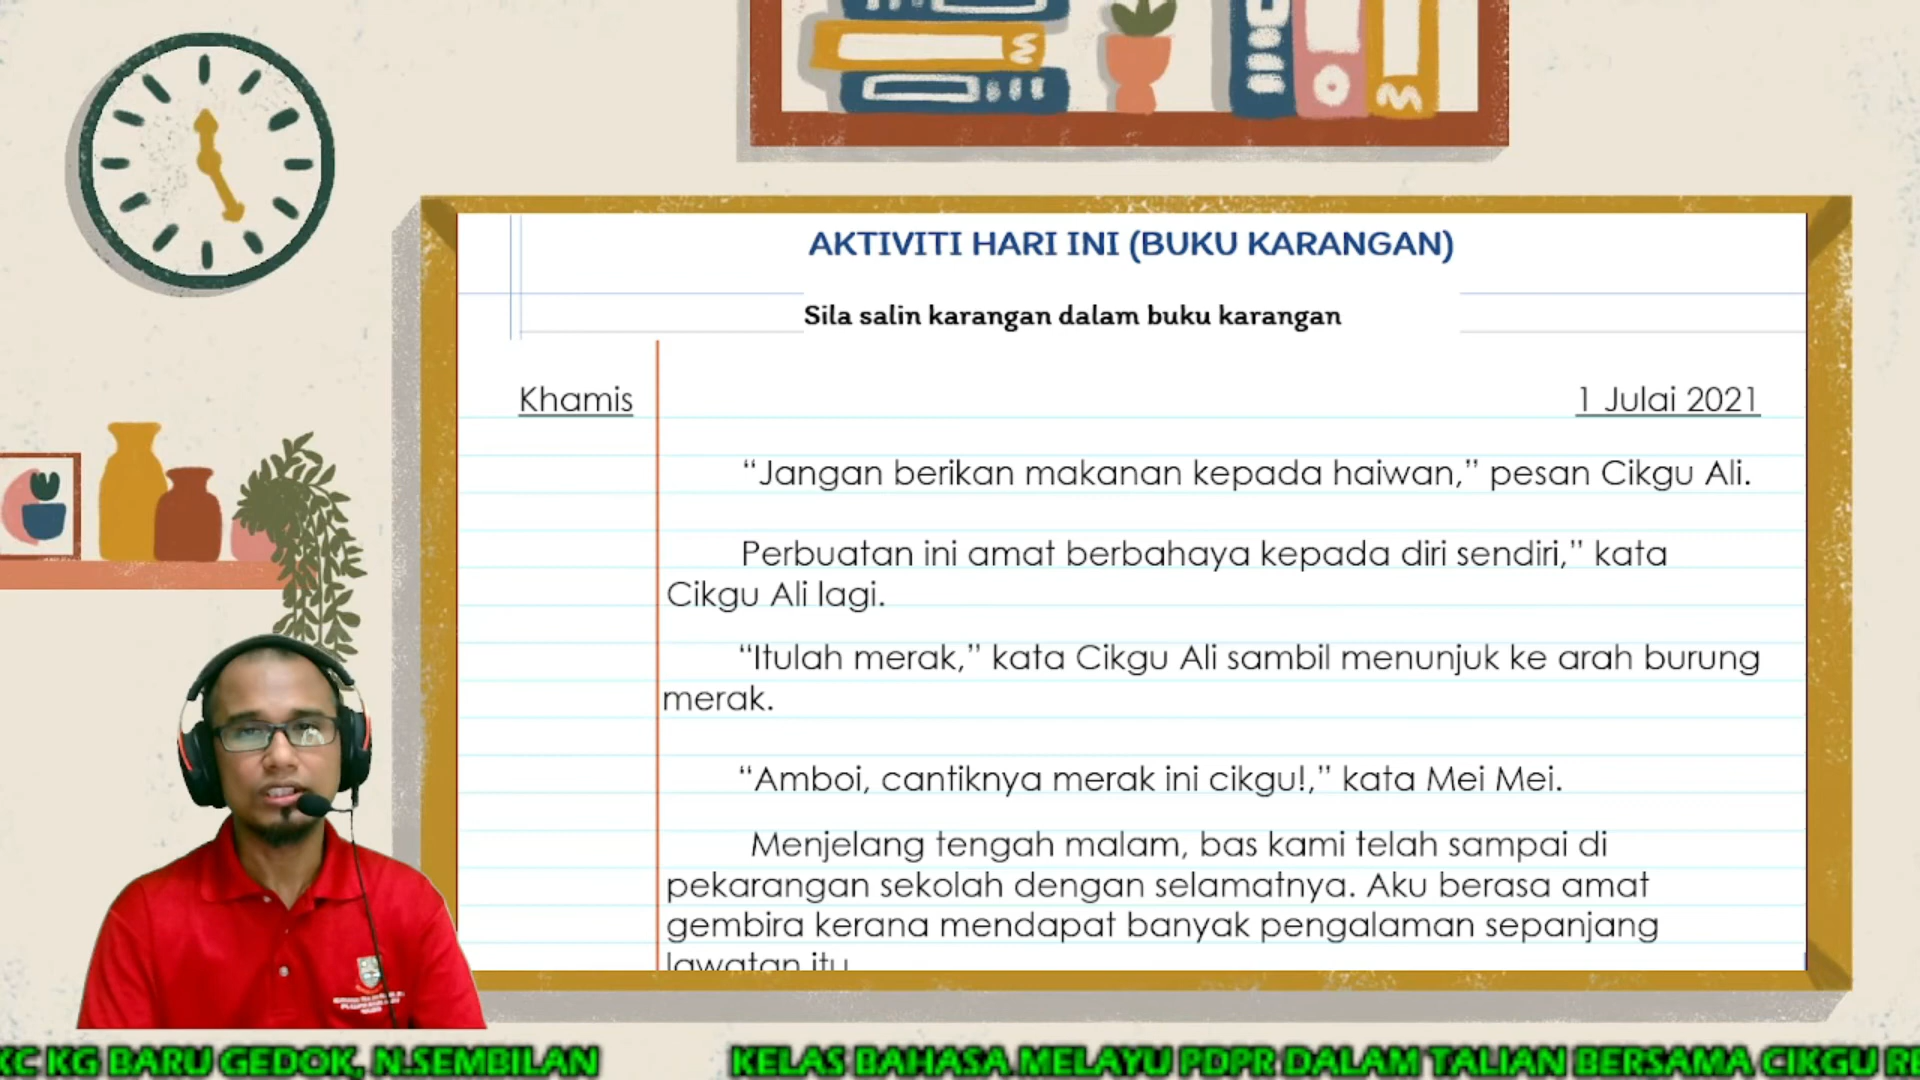 AKTIVITI HARI INI (BUKU KARANGAN)
Sila salin karangan dalam buku karangan
Khamis
1 Julai 2021
“Jangan berikan makanan kepada haiwan,” pesan Cikgu Ali.
Perbuatan ini amat berbahaya kepada diri sendiri,” kata
Cikgu Ali lagi.
“Itulah merak,” kata Cikgu Ali sambil menunjuk ke arah burung
merak.
“Amboi, cantiknya merak ini cikgu!,” kata Mei Mei.
Menjelang tengah malam, bas kami telah sampai di
pekarangan sekolah dengan selamatnya. Aku berasa amat
gembira kerana mendapat banyak pengalaman sepanjang
lawatan itu
KC KG BARU GEDOK, N.SEMBILAN KELAS BAHASA MELAYU PDPR DALAM TALIAN BERSAMA CIKGU